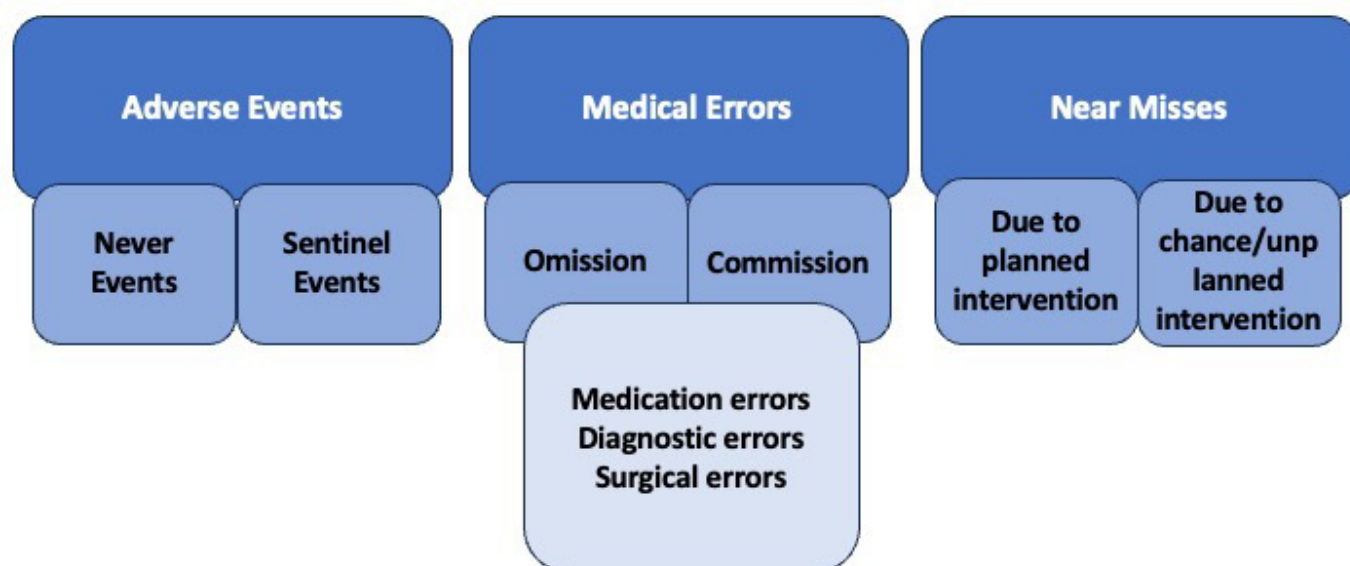 Adverse Events
Never
Events
Sentinel
Events
Medical Errors
Omission
Commission
Medication errors
Diagnostic errors
Surgical errors
Near Misses
Due to
planned
intervention
Due to
chance/unp
lanned
intervention